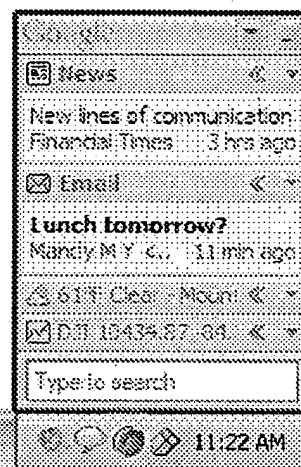 Google
News
New lines of communication
Financial Times 3 hrs ago
Email
Lunch tomorrow?
Mandy M Y 11 min ago
61°F Clear - Moun
DJI 10434.87
Type to search
11:22 AM